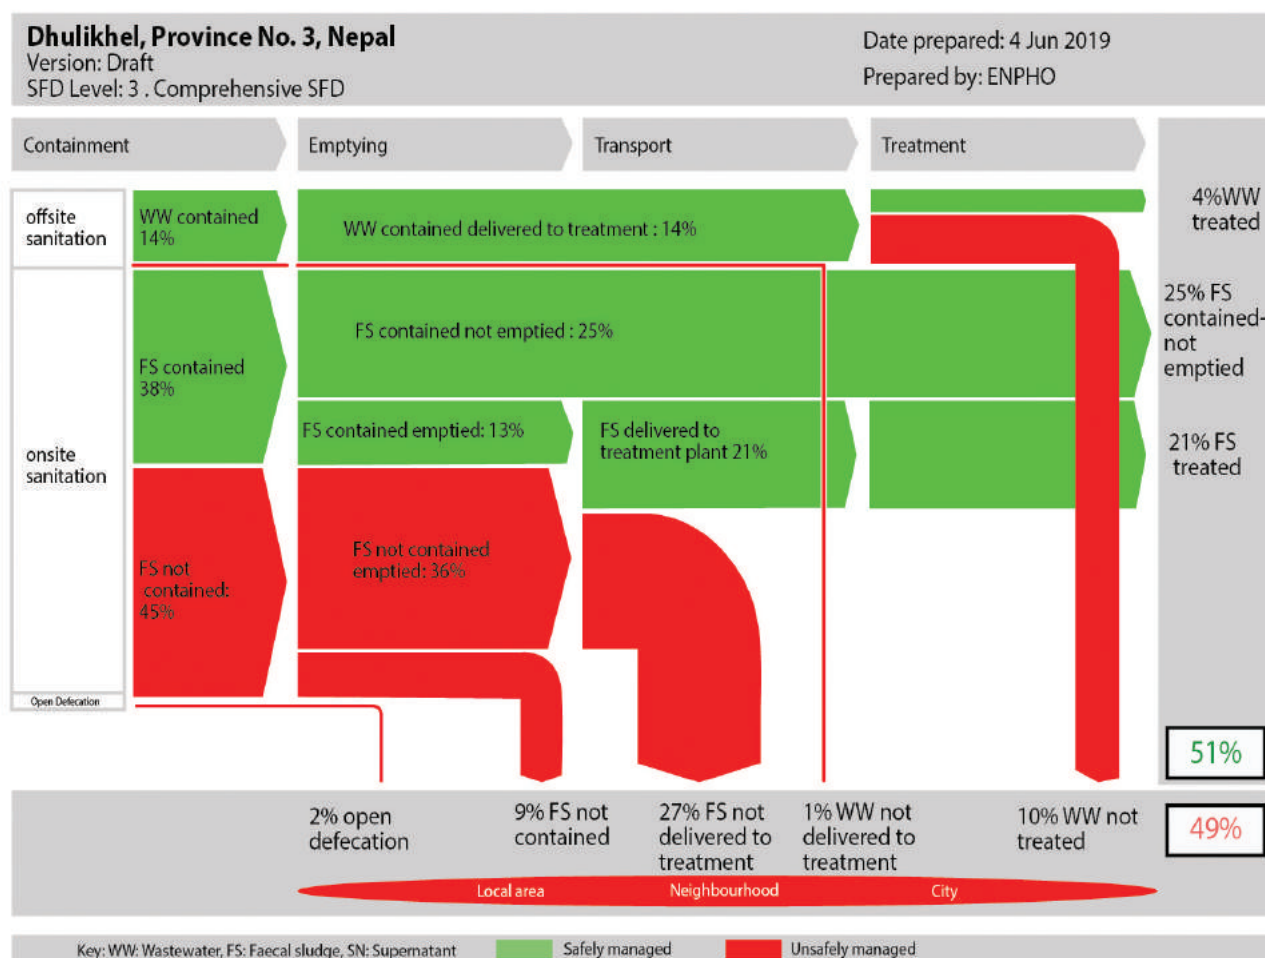 Dhulikhel, Province No. 3, Nepal
Version: Draft
SFD Level: 3 . Comprehensive SFD
Date prepared: 4 Jun 2019
Prepared by: ENPHO
Containment
Emptying
Transport
Treatment
offsite
sanitation
WW contained
14%
WW contained delivered to treatment : 14%
4%WW
treated
FS contained
38%
FS contained not emptied : 25%
25% FS
contained-
not
emptied
FS contained emptied: 13%
FS delivered to
treatment plant 21%
21% FS
treated
onsite
sanitation
FS not
contained:
45%
FS not contained
emptied: 36%
Open Defecation
51%
2% open
defecation
9% FS not
contained
27% FS not
delivered to
treatment
1% WW not
delivered to
treatment
10% WW not
treated
49%
Local area
Neighbourhood
City
Key: WW: Wastewater, FS: Faecal sludge, SN: Supernatant
Safely managed
Unsafely managed